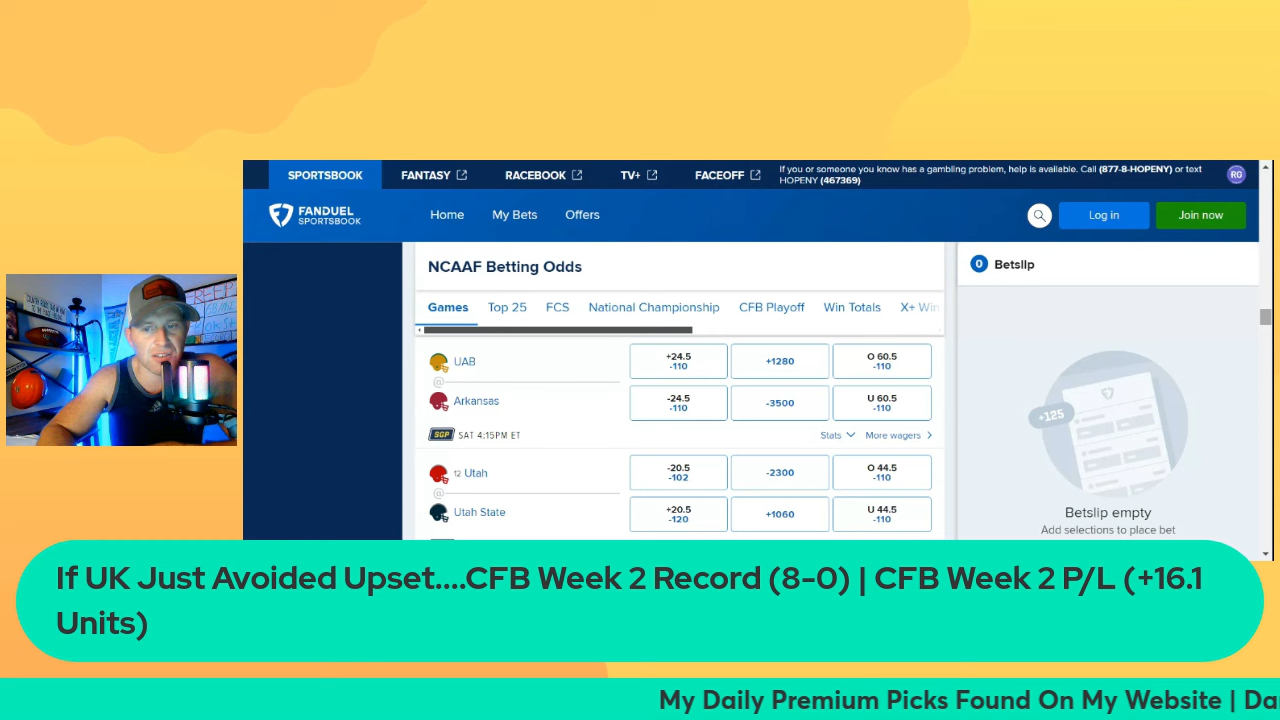 SPORTSBOOK FANTASY RACEBOOK TV+ FACEOFF
If you or someone you know has a gambling problem, help is available. Call (877-8-HOPENY) or text
HOPENY (467369)
RG
FANDUEL
SPORTSBOOK
Home My Bets Offers Log in Join now
NCAAF Betting Odds
0 Betslip
Games Top 25 FCS National Championship CFB Playoff Win Totals X+ Win
UAB +24.5 -110 +1280 O 60.5 -110
@
Arkansas -24.5 -110 -3500 U 60.5 -110
SGP SAT 4:15PM ET Stats More wagers
12 Utah -20.5 -102 -2300 O 44.5 -110
@
Utah State +20.5 -120 +1060 U 44.5 -110
+125
Betslip empty
Add selections to place bet
If UK Just Avoided Upset....CFB Week 2 Record (8-0) | CFB Week 2 P/L (+16.1
Units)
My Daily Premium Picks Found On My Website | Da